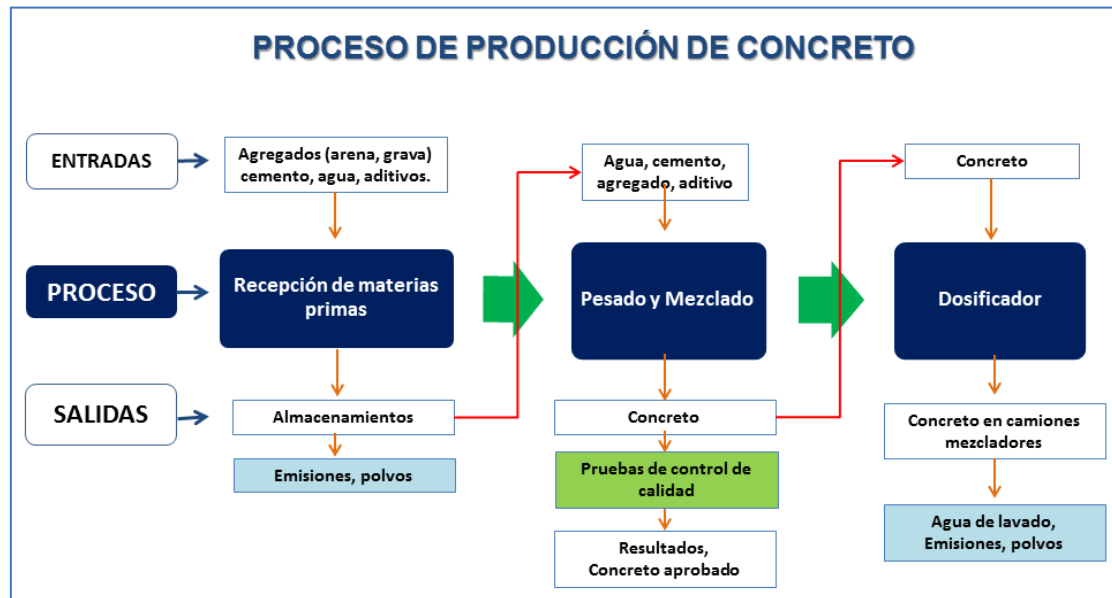 PROCESO DE PRODUCCIÓN DE CONCRETO
ENTRADAS
Agregados (arena, grava)
cemento, agua, aditivos.
Agua, cemento,
agregado, aditivo
Concreto
PROCESO
Recepción de materias
primas
Pesado y Mezclado
Dosificador
SALIDAS
Almacenamientos
Concreto
Concreto en camiones
mezcladores
Emisiones, polvos
Pruebas de control de
calidad
Agua de lavado,
Emisiones, polvos
Resultados,
Concreto aprobado